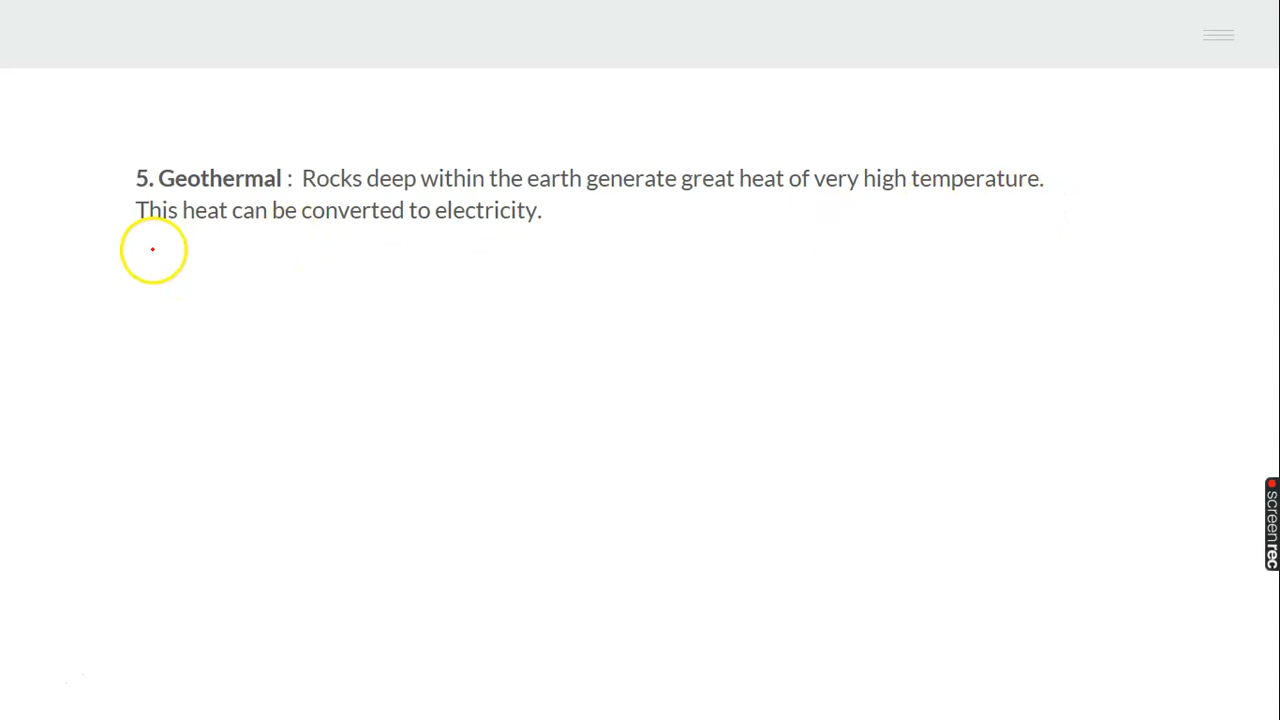 5. Geothermal :  Rocks deep within the earth generate great heat of very high temperature.
This heat can be converted to electricity.
screenrec